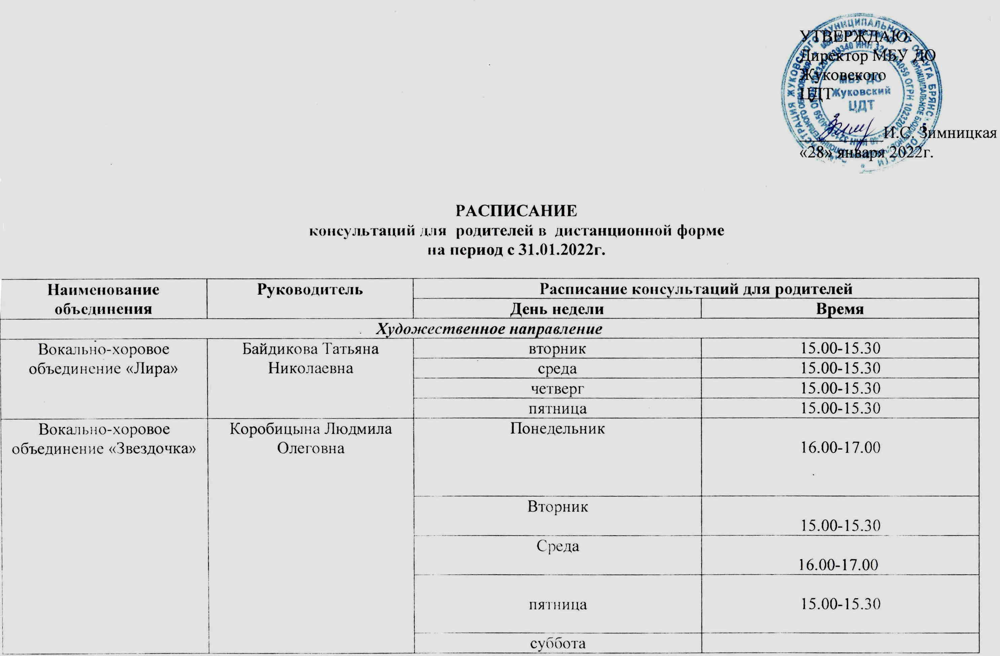 УТВЕРЖДАЮ:
Директор МБУ ДО
Жуковского
ЦДТ
И.С. Зимницкая
«28» января 2022г.
МБУ ДО
Жуковский
ЦДТ
РАСПИСАНИЕ
консультаций для родителей в дистанционной форме
на период с 31.01.2022г.
Наименование объединения Руководитель Расписание консультаций для родителей
День недели Время
Художественное направление
Вокально-хоровое Байдикова Татьяна вторник 15.00-15.30
объединение «Лира» Николаевна среда 15.00-15.30
четверг 15.00-15.30
пятница 15.00-15.30
Вокально-хоровое Коробицына Людмила Понедельник
объединение «Звездочка» Олеговна 16.00-17.00
Вторник
15.00-15.30
Среда
16.00-17.00
пятница 15.00-15.30
суббота